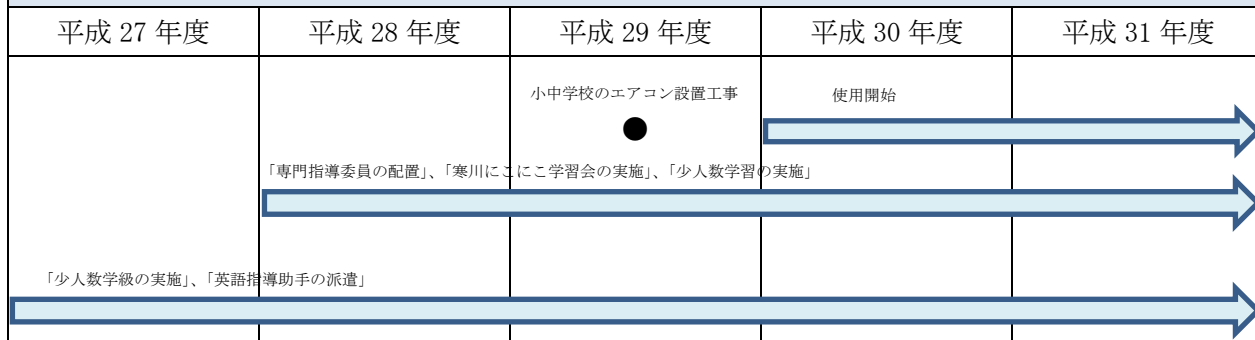 平成 27 年度 平成 28 年度 平成 29 年度 平成 30 年度 平成 31 年度
小中学校のエアコン設置工事 使用開始
「専門指導委員の配置」、「寒川にこにこ学習会の実施」、「少人数学習の実施」
「少人数学級の実施」、「英語指導助手の派遣」